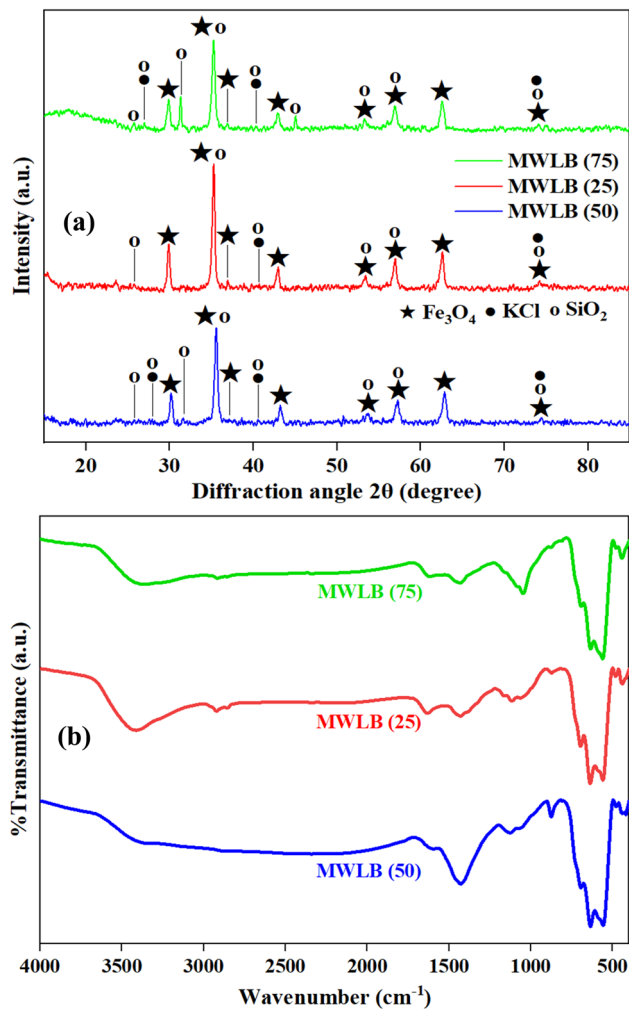 (a)
Intensity (a.u.)
MWLB (75)
MWLB (25)
MWLB (50)
★ Fe₃O₄ ● KCl o SiO₂
20 30 40 50 60 70 80
Diffraction angle 2θ (degree)
MWLB (75)
MWLB (25)
(b)
MWLB (50)
%Transmittance (a.u.)
4000 3500 3000 2500 2000 1500 1000 500
Wavenumber (cm⁻¹)